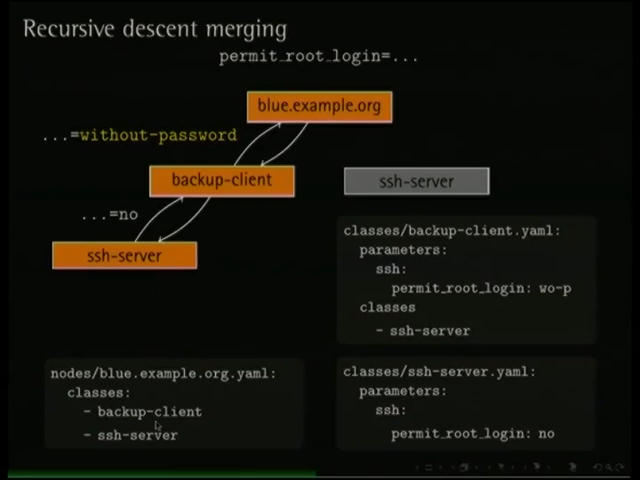 Recursive descent merging
permit_root_login=...
blue.example.org
...=without-password
backup-client
ssh-server
...=no
ssh-server
classes/backup-client.yaml:
parameters:
ssh:
permit_root_login: wo-p
classes
- ssh-server
nodes/blue.example.org.yaml:
classes:
- backup-client
- ssh-server
classes/ssh-server.yaml:
parameters:
ssh:
permit_root_login: no